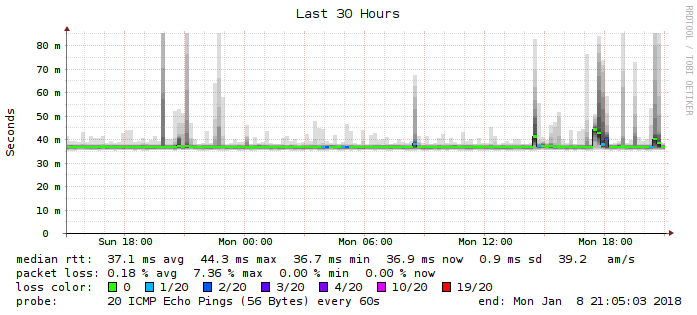 Last 30 Hours
RRDTOOL / TOBI OETIKER
Seconds
80 m
70 m
60 m
50 m
40 m
30 m
20 m
10 m
0
Sun 18:00 Mon 00:00 Mon 06:00 Mon 12:00 Mon 18:00
median rtt: 37.1 ms avg 44.3 ms max 36.7 ms min 36.9 ms now 0.9 ms sd 39.2 am/s
packet loss: 0.18 % avg 7.36 % max 0.00 % min 0.00 % now
loss color: 0 1/20 2/20 3/20 4/20 10/20 19/20
probe: 20 ICMP Echo Pings (56 Bytes) every 60s end: Mon Jan 8 21:05:03 2018